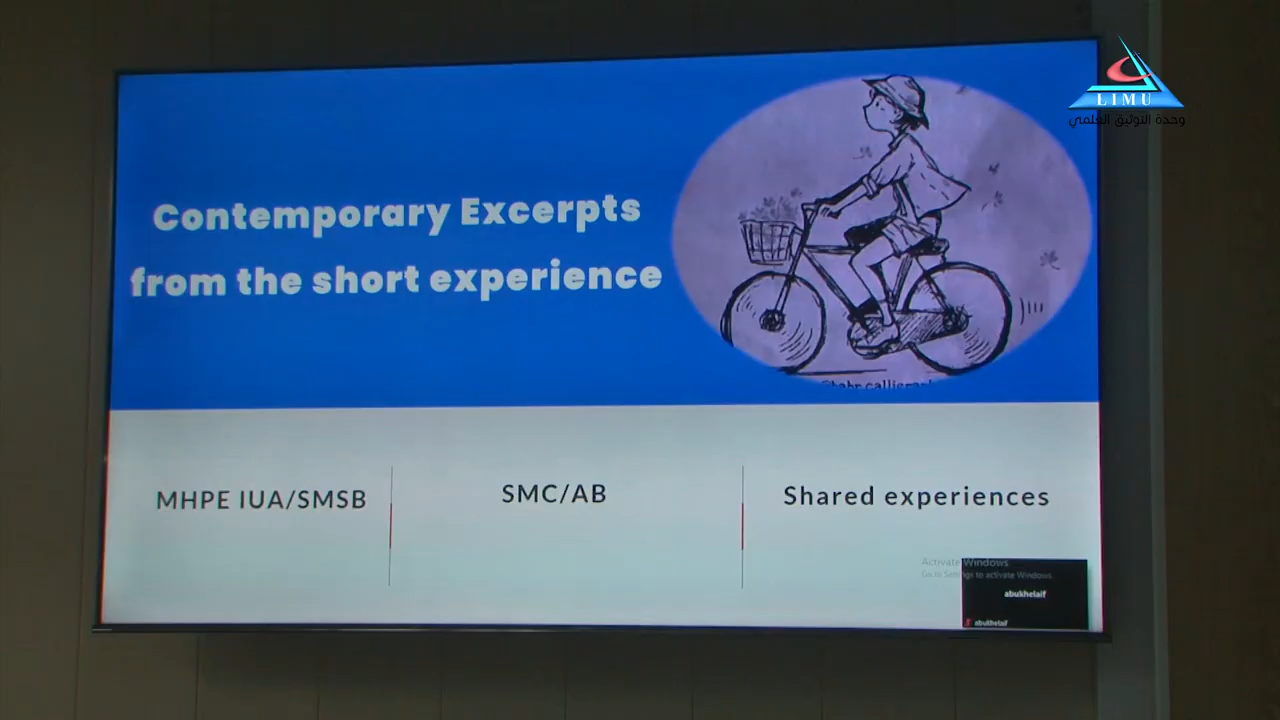 LIMU
وحدة التوثيق العلمي
Contemporary Excerpts
from the short experience
MHPE IUA/SMSB
SMC/AB
Shared experiences
Activate Windows
Go to Settings to activate Windows.
abukhelaif
abukhelaif